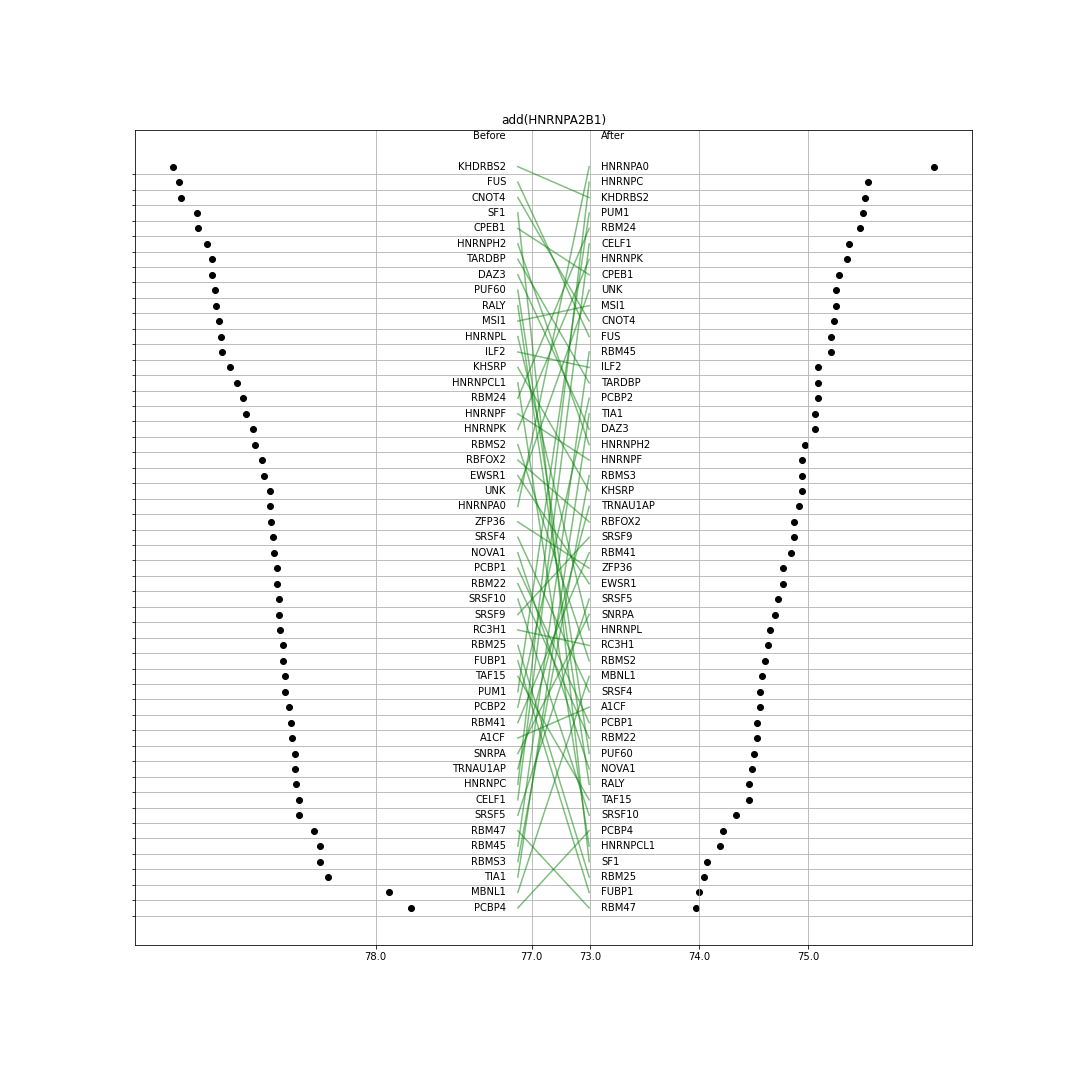 add(HNRNPA2B1)
Before After
KHDRBS2 HNRNPA0
FUS HNRNPC
CNOT4 KHDRBS2
SF1 PUM1
CPEB1 RBM24
HNRNPH2 CELF1
TARDBP HNRNPK
DAZ3 CPEB1
PUF60 UNK
RALY MSI1
MSI1 CNOT4
HNRNPL FUS
ILF2 RBM45
KHSRP ILF2
HNRNPCL1 TARDBP
RBM24 PCBP2
HNRNPF TIA1
HNRNPK DAZ3
RBMS2 HNRNPH2
RBFOX2 HNRNPF
EWSR1 RBMS3
UNK KHSRP
HNRNPA0 TRNAU1AP
ZFP36 RBFOX2
SRSF4 SRSF9
NOVA1 RBM41
PCBP1 ZFP36
RBM22 EWSR1
SRSF10 SRSF5
SRSF9 SNRPA
RC3H1 HNRNPL
RBM25 RC3H1
FUBP1 RBMS2
TAF15 MBNL1
PUM1 SRSF4
PCBP2 A1CF
RBM41 PCBP1
A1CF RBM22
SNRPA PUF60
TRNAU1AP NOVA1
HNRNPC RALY
CELF1 TAF15
SRSF5 SRSF10
RBM47 PCBP4
RBM45 HNRNPCL1
RBMS3 SF1
TIA1 RBM25
MBNL1 FUBP1
PCBP4 RBM47
78.0 77.0 73.0 74.0 75.0